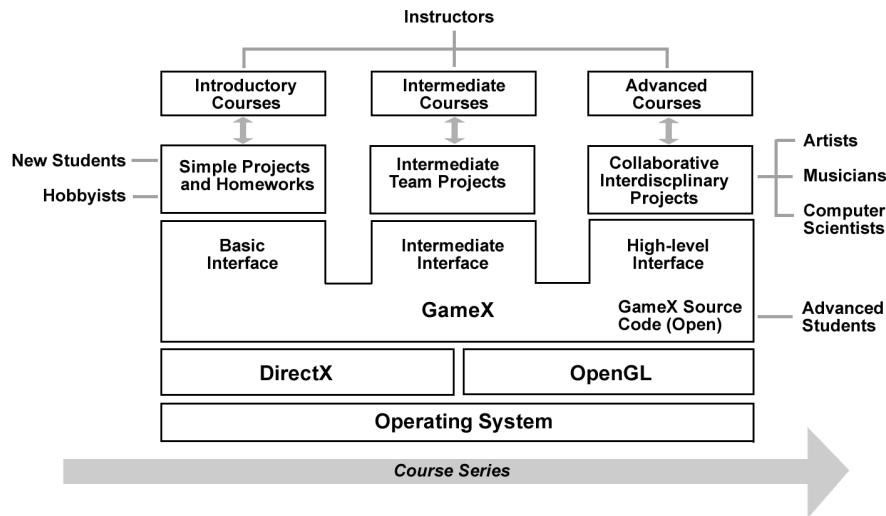 Instructors
Introductory
Courses
Intermediate
Courses
Advanced
Courses
New Students
Hobbyists
Simple Projects
and Homeworks
Intermediate
Team Projects
Collaborative
Interdiscplinary
Projects
Artists
Musicians
Computer
Scientists
Basic
Interface
Intermediate
Interface
High-level
Interface
GameX
GameX Source
Code (Open)
Advanced
Students
DirectX
OpenGL
Operating System
Course Series